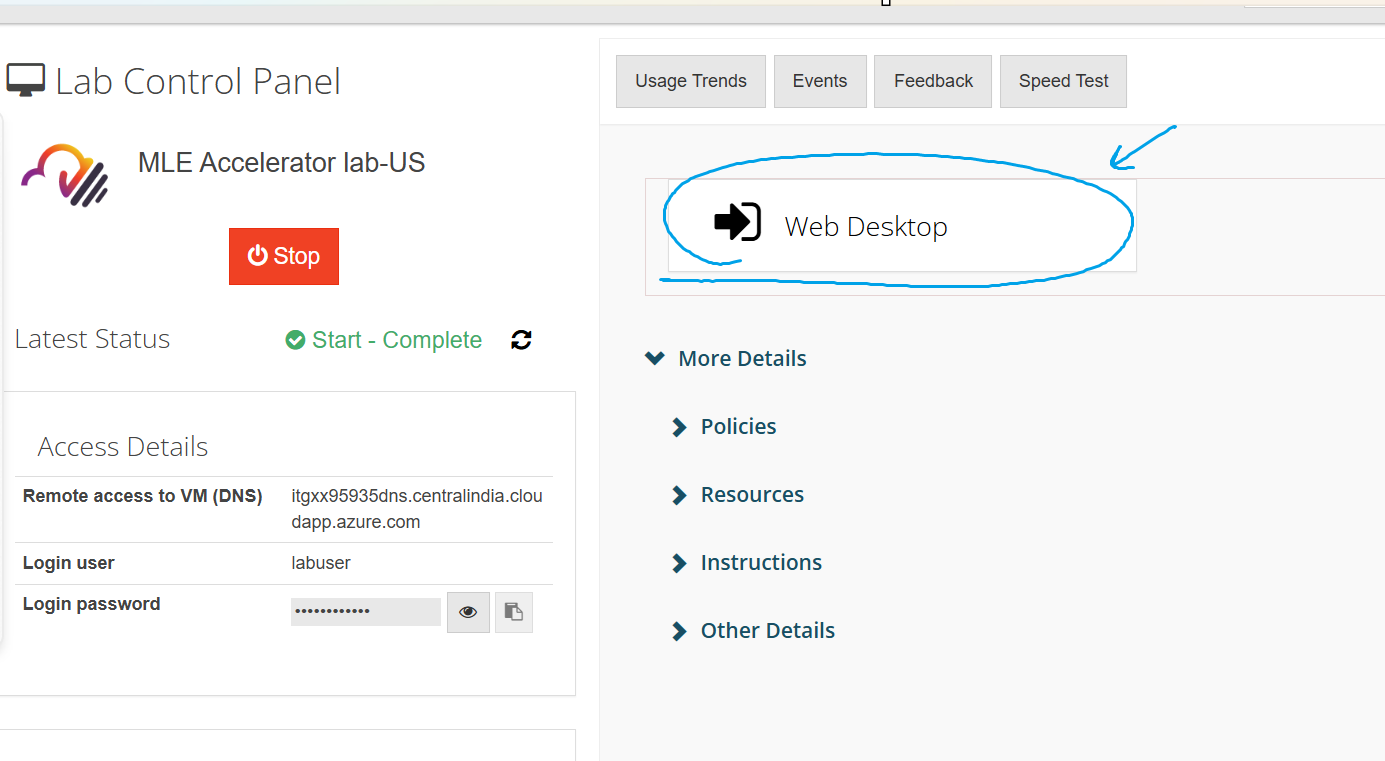 Lab Control Panel
MLE Accelerator lab-US
Stop
Latest Status
Start - Complete
Access Details
Remote access to VM (DNS)
itgxx95935dns.centralindia.clou
dapp.azure.com
Login user
labuser
Login password
••••••••••••
Usage Trends
Events
Feedback
Speed Test
Web Desktop
More Details
Policies
Resources
Instructions
Other Details